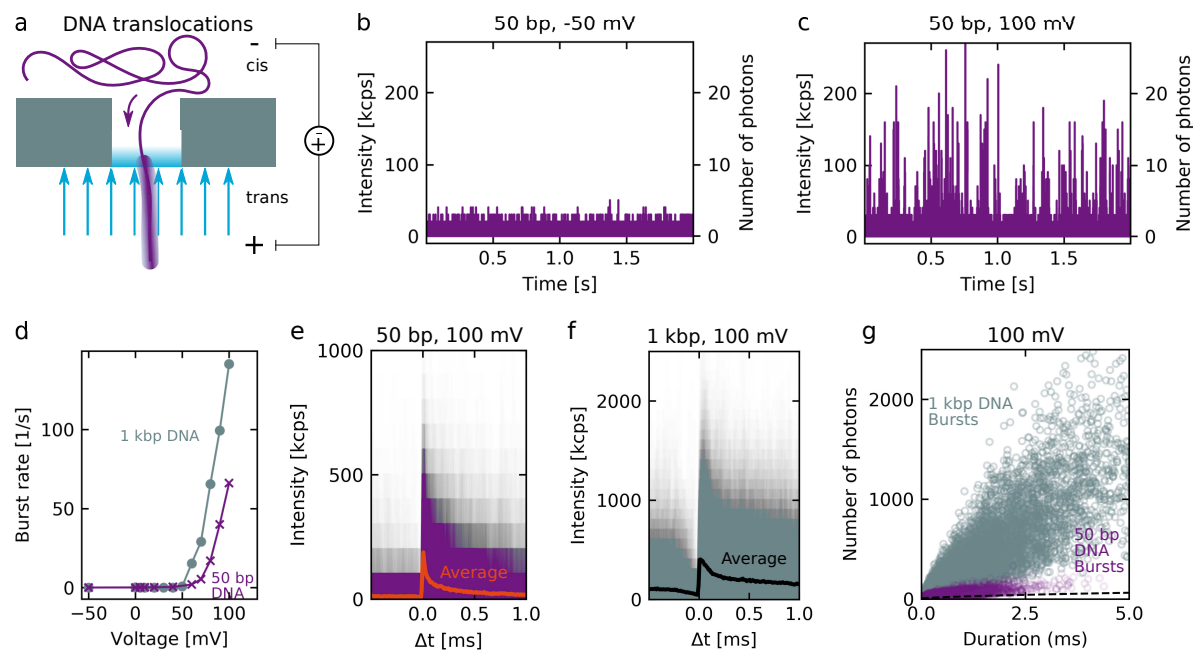 a
DNA translocations
-
cis
-
+
trans
+
b
50 bp, -50 mV
Intensity [kcps]
200
100
0
20
10
0
Number of photons
0.5
1.0
1.5
Time [s]
c
50 bp, 100 mV
Intensity [kcps]
200
100
0
20
10
0
Number of photons
0.5
1.0
1.5
Time [s]
d
Burst rate [1/s]
100
50
0
1 kbp DNA
50 bp
DNA
-50
0
50
100
Voltage [mV]
e
50 bp, 100 mV
Intensity [kcps]
1000
500
0
Average
0.0
0.5
1.0
Δt [ms]
f
1 kbp, 100 mV
Intensity [kcps]
2000
1000
0
Average
0.0
0.5
1.0
Δt [ms]
g
100 mV
Number of photons
2000
1000
0
1 kbp DNA
Bursts
50 bp
DNA
Bursts
0.0
2.5
5.0
Duration (ms)